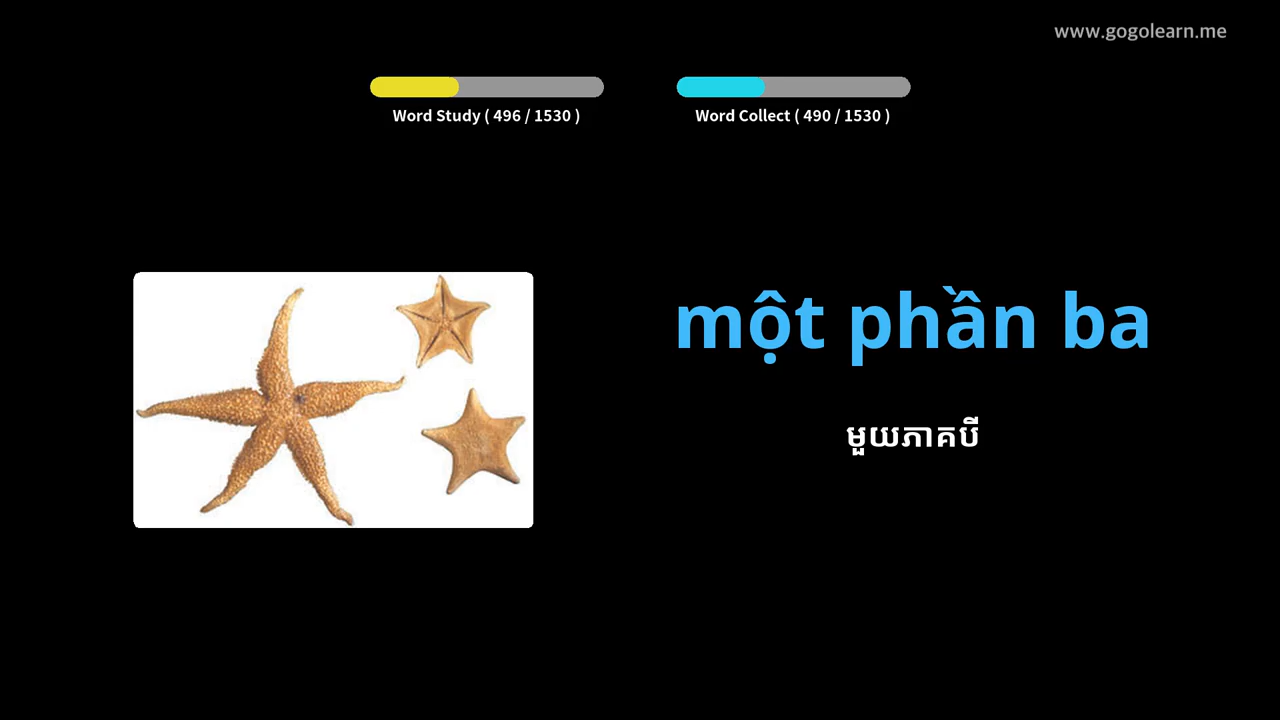 www.gogolearn.me
Word Study ( 496 / 1530 )
Word Collect ( 490 / 1530 )
một phần ba
មួយភាគបី